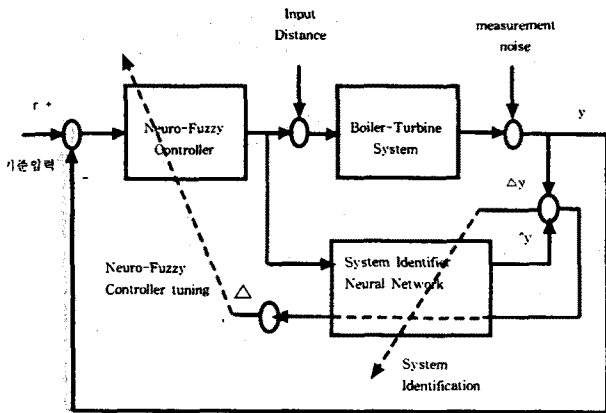 Input
Distance
measurement
noise
r +
기준입력
-
Neuro-Fuzzy
Controller
Boiler-Turbine
System
y
△y
^y
System Identifier
Neural Network
Neuro-Fuzzy
Controller tuning
△
System
Identification